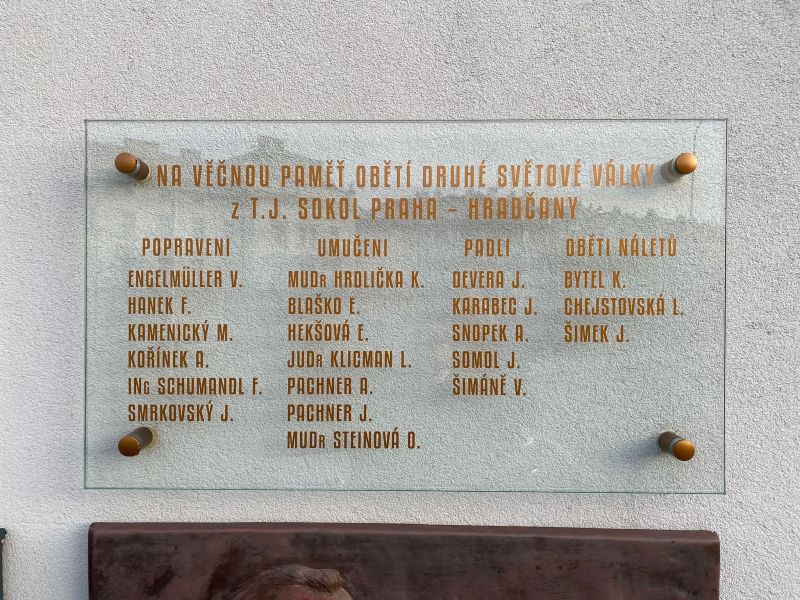 NA VĚČNOU PAMĚŤ OBĚTÍ DRUHÉ SVĚTOVÉ VÁLKY
Z T.J. SOKOL PRAHA - HRADČANY
POPRAVENI
ENGELMÜLLER V.
HANEK F.
KAMENICKÝ M.
KOŘÍNEK A.
ING SCHUMANDL F.
SMRKOVSKÝ J.
UMUČENI
MUDR HRDLIČKA K.
BLAŠKO E.
HEKŠOVÁ E.
JUDR KLICMAN L.
PACHNER A.
PACHNER J.
MUDR STEINOVÁ O.
PADLI
DEVERA J.
KARABEC J.
SNOPEK A.
SOMOL J.
ŠIMÁNĚ V.
OBĚTI NÁLETŮ
BYTEL K.
CHEJSTOVSKÁ L.
ŠIMEK J.